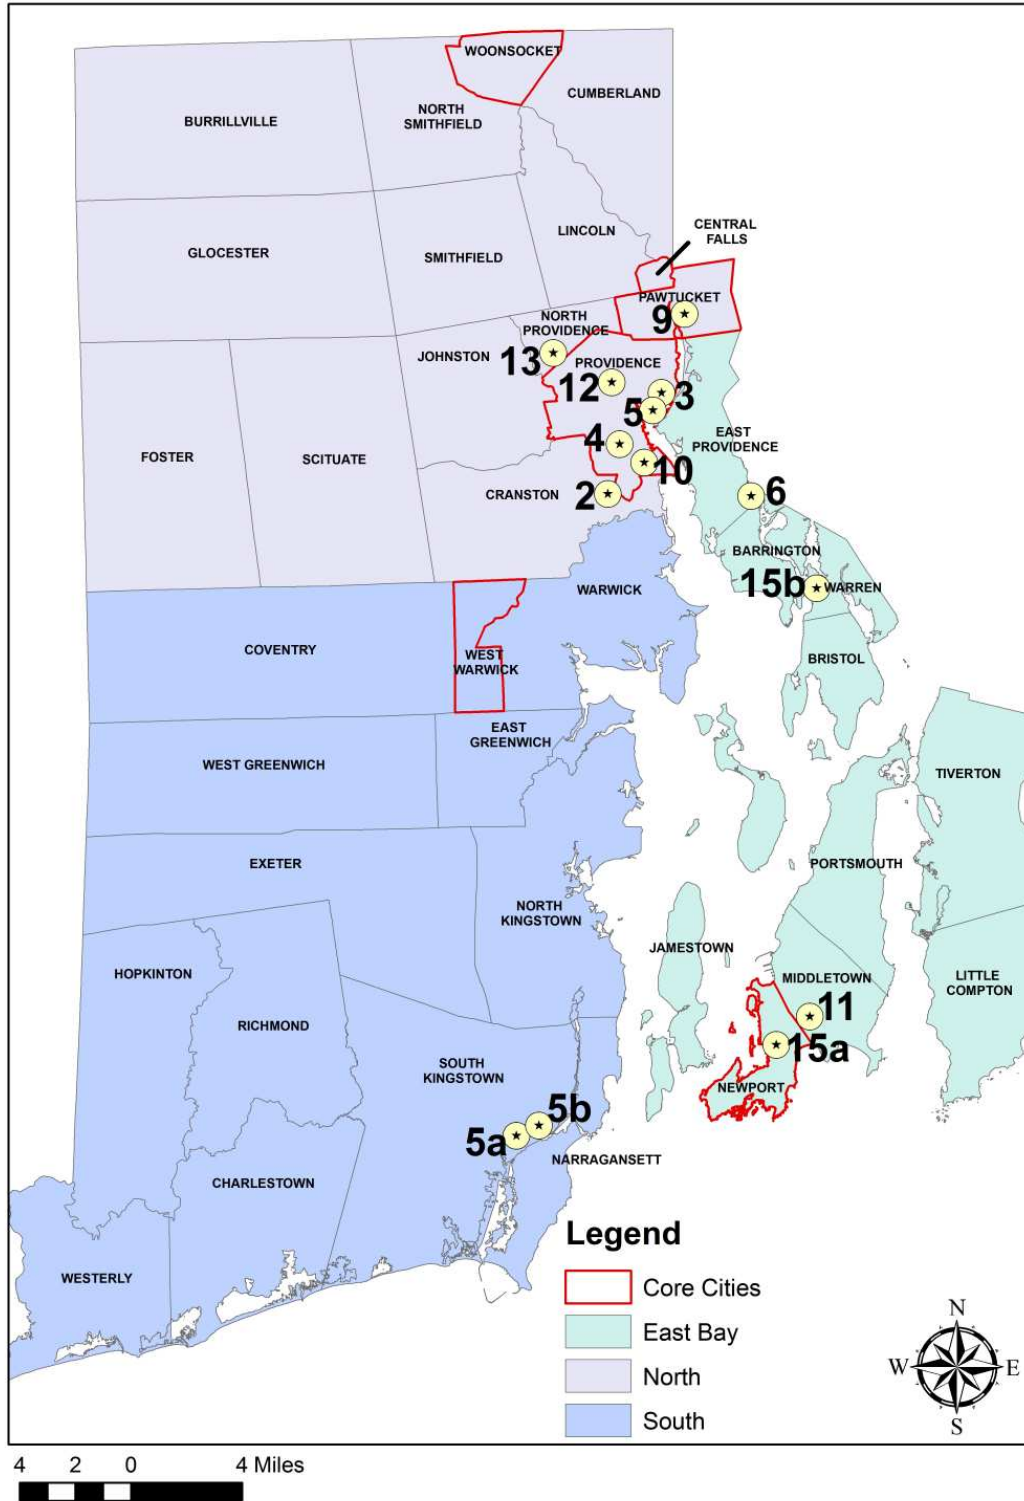 WOONSOCKET
CUMBERLAND
NORTH
SMITHFIELD
BURRILLVILLE
CENTRAL
FALLS
LINCOLN
GLOCESTER
SMITHFIELD
PAWTUCKET
9
NORTH
PROVIDENCE
JOHNSTON
13
PROVIDENCE
12
3
5
EAST
PROVIDENCE
4
FOSTER
SCITUATE
10
CRANSTON
2
6
BARRINGTON
15b
WARREN
WARWICK
COVENTRY
WEST
WARWICK
BRISTOL
EAST
GREENWICH
WEST GREENWICH
TIVERTON
EXETER
PORTSMOUTH
NORTH
KINGSTOWN
JAMESTOWN
HOPKINTON
MIDDLETOWN
LITTLE
COMPTON
11
RICHMOND
15a
SOUTH
KINGSTOWN
NEWPORT
5b
5a
NARRAGANSETT
CHARLESTOWN
WESTERLY
Legend
Core Cities
East Bay
North
South
N
W E
S
4 2 0 4 Miles